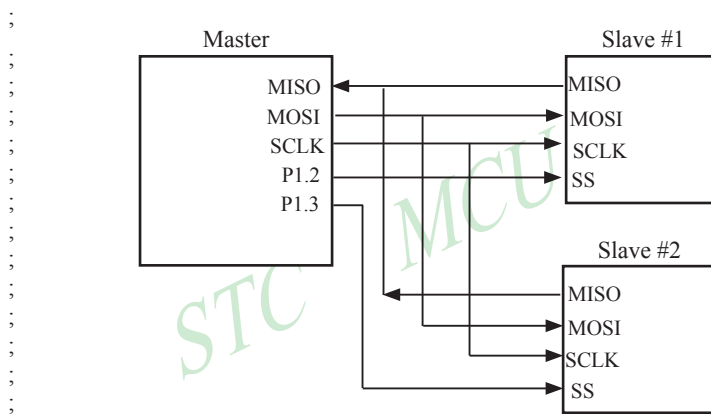 ;
;
;
;
;
;
;
;
;
;
;
;
;
;
Master
MISO
MOSI
SCLK
P1.2
P1.3
Slave #1
MISO
MOSI
SCLK
SS
Slave #2
MISO
MOSI
SCLK
SS
STC MCU